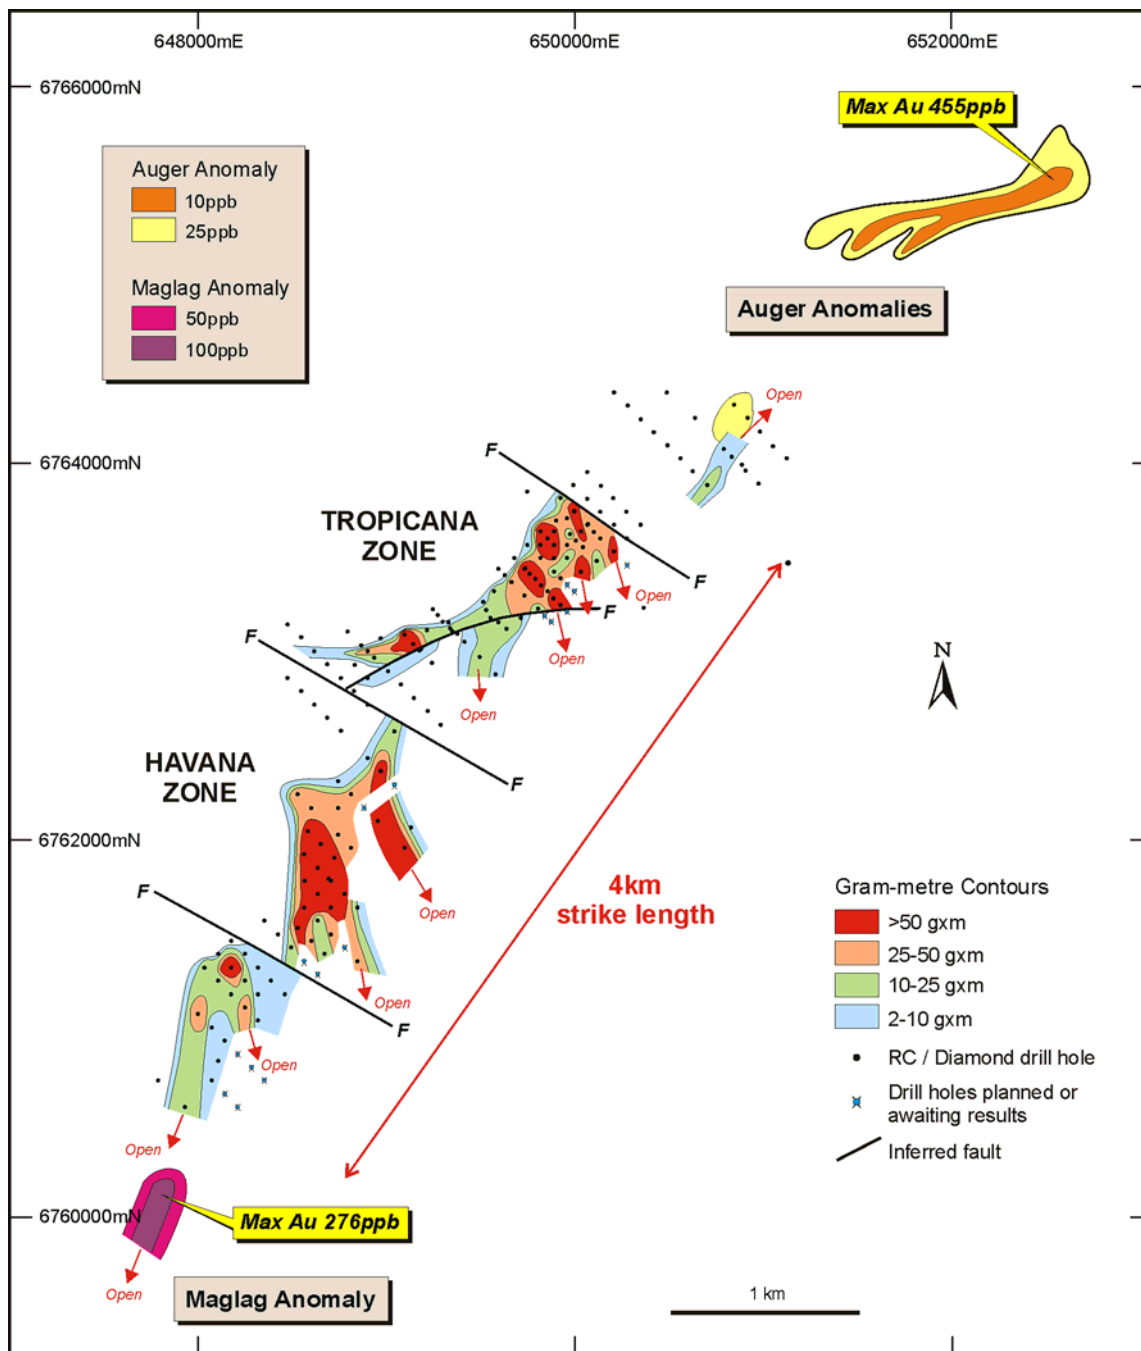 648000mE
650000mE
652000mE
6766000mN
Max Au 455ppb
Auger Anomaly
10ppb
25ppb
Maglag Anomaly
50ppb
100ppb
Auger Anomalies
Open
6764000mN
F
TROPICANA
ZONE
F
Open
F
F
Open
N
Open
HAVANA
ZONE
F
6762000mN
4km
strike length
Gram-metre Contours
>50 gxm
25-50 gxm
10-25 gxm
2-10 gxm
RC / Diamond drill hole
Drill holes planned or
awaiting results
Inferred fault
F
Open
Open
F
Open
Open
6760000mN
Max Au 276ppb
Open
Maglag Anomaly
1 km